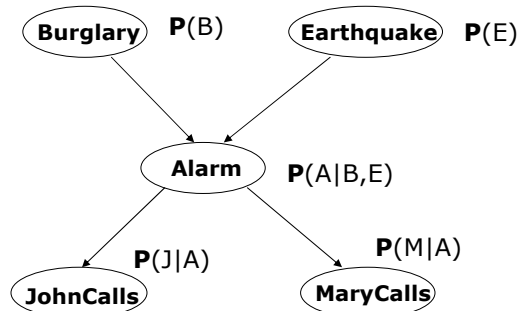 Burglary P(B) Earthquake P(E)
Alarm P(A|B,E)
P(J|A) P(M|A)
JohnCalls MaryCalls